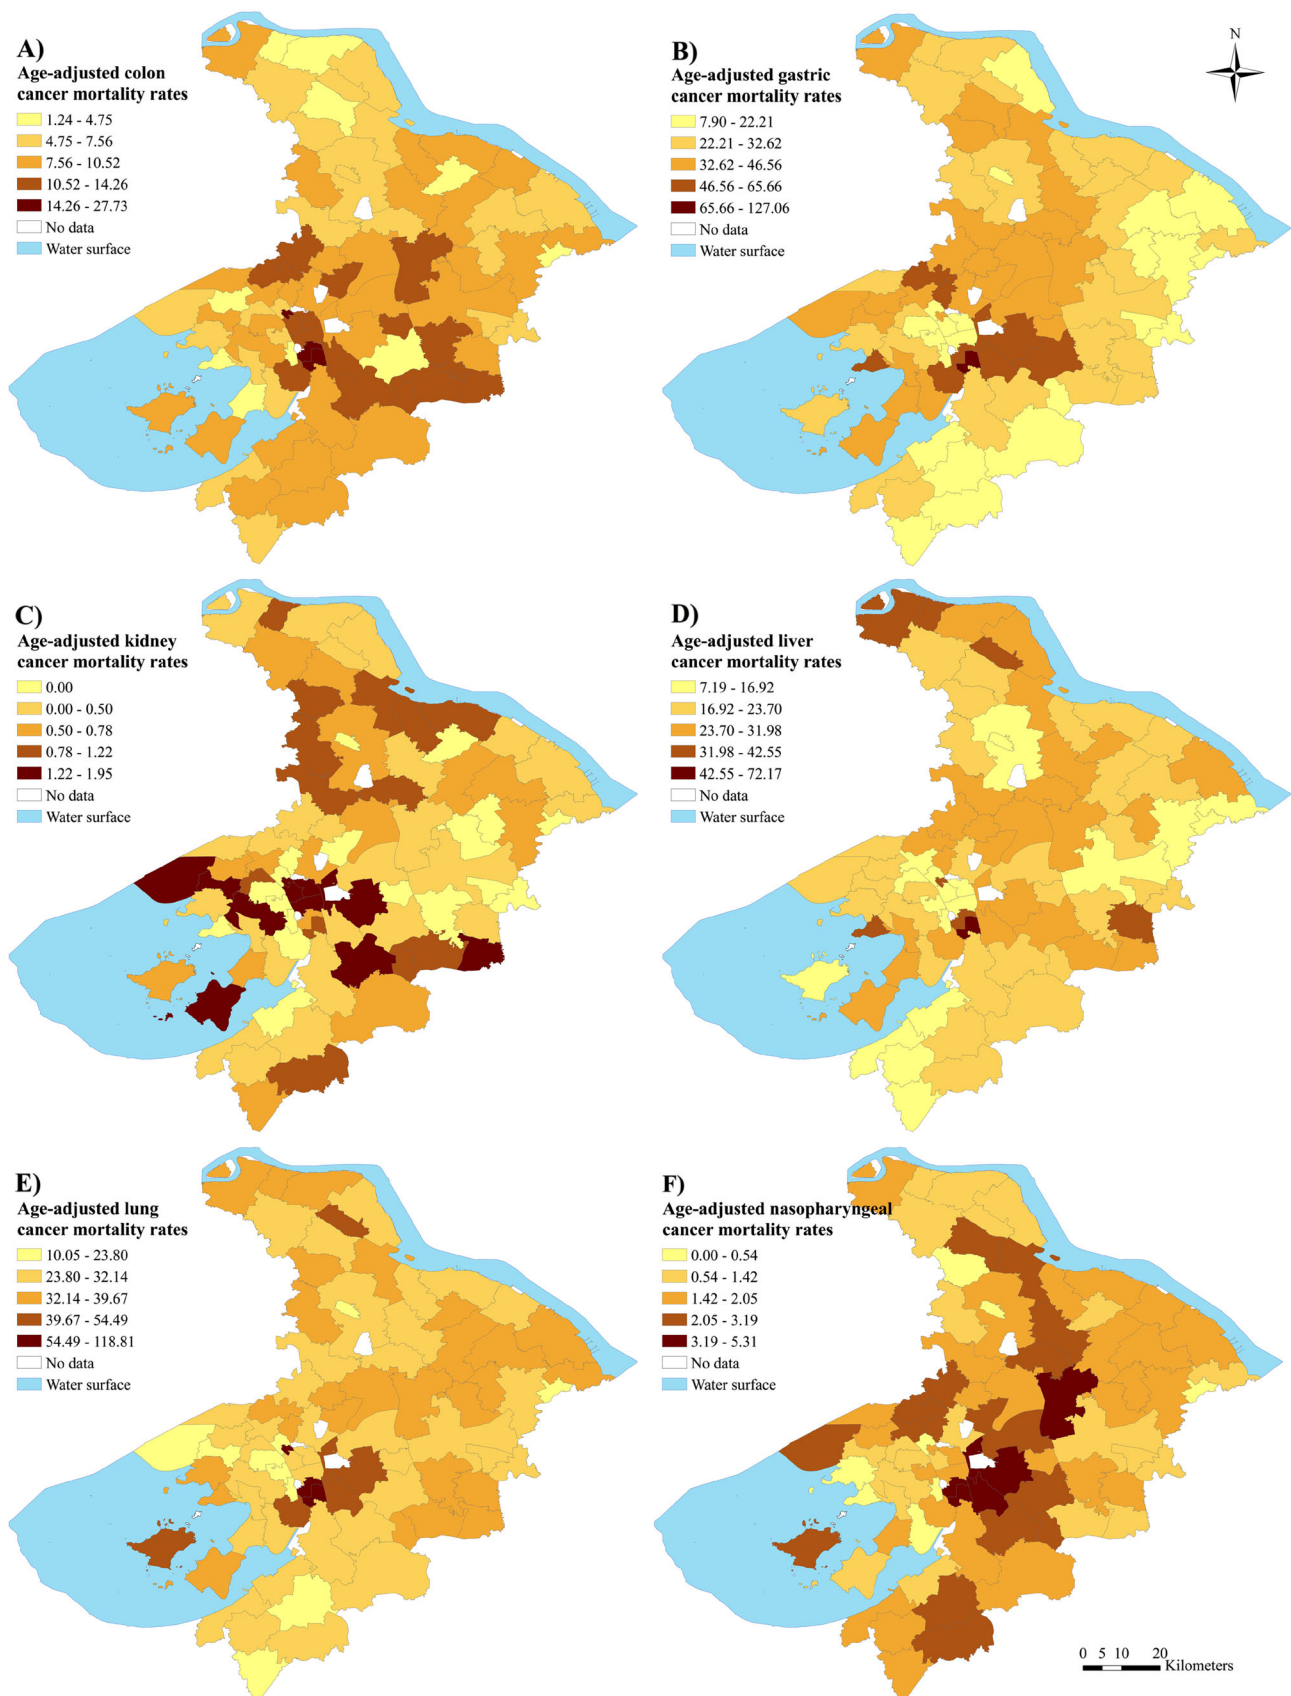 A)
Age-adjusted colon
cancer mortality rates
1.24 - 4.75
4.75 - 7.56
7.56 - 10.52
10.52 - 14.26
14.26 - 27.73
No data
Water surface
B)
Age-adjusted gastric
cancer mortality rates
7.90 - 22.21
22.21 - 32.62
32.62 - 46.56
46.56 - 65.66
65.66 - 127.06
No data
Water surface
N
C)
Age-adjusted kidney
cancer mortality rates
0.00
0.00 - 0.50
0.50 - 0.78
0.78 - 1.22
1.22 - 1.95
No data
Water surface
D)
Age-adjusted liver
cancer mortality rates
7.19 - 16.92
16.92 - 23.70
23.70 - 31.98
31.98 - 42.55
42.55 - 72.17
No data
Water surface
E)
Age-adjusted lung
cancer mortality rates
10.05 - 23.80
23.80 - 32.14
32.14 - 39.67
39.67 - 54.49
54.49 - 118.81
No data
Water surface
F)
Age-adjusted nasopharyngeal
cancer mortality rates
0.00 - 0.54
0.54 - 1.42
1.42 - 2.05
2.05 - 3.19
3.19 - 5.31
No data
Water surface
0 5 10 20
Kilometers